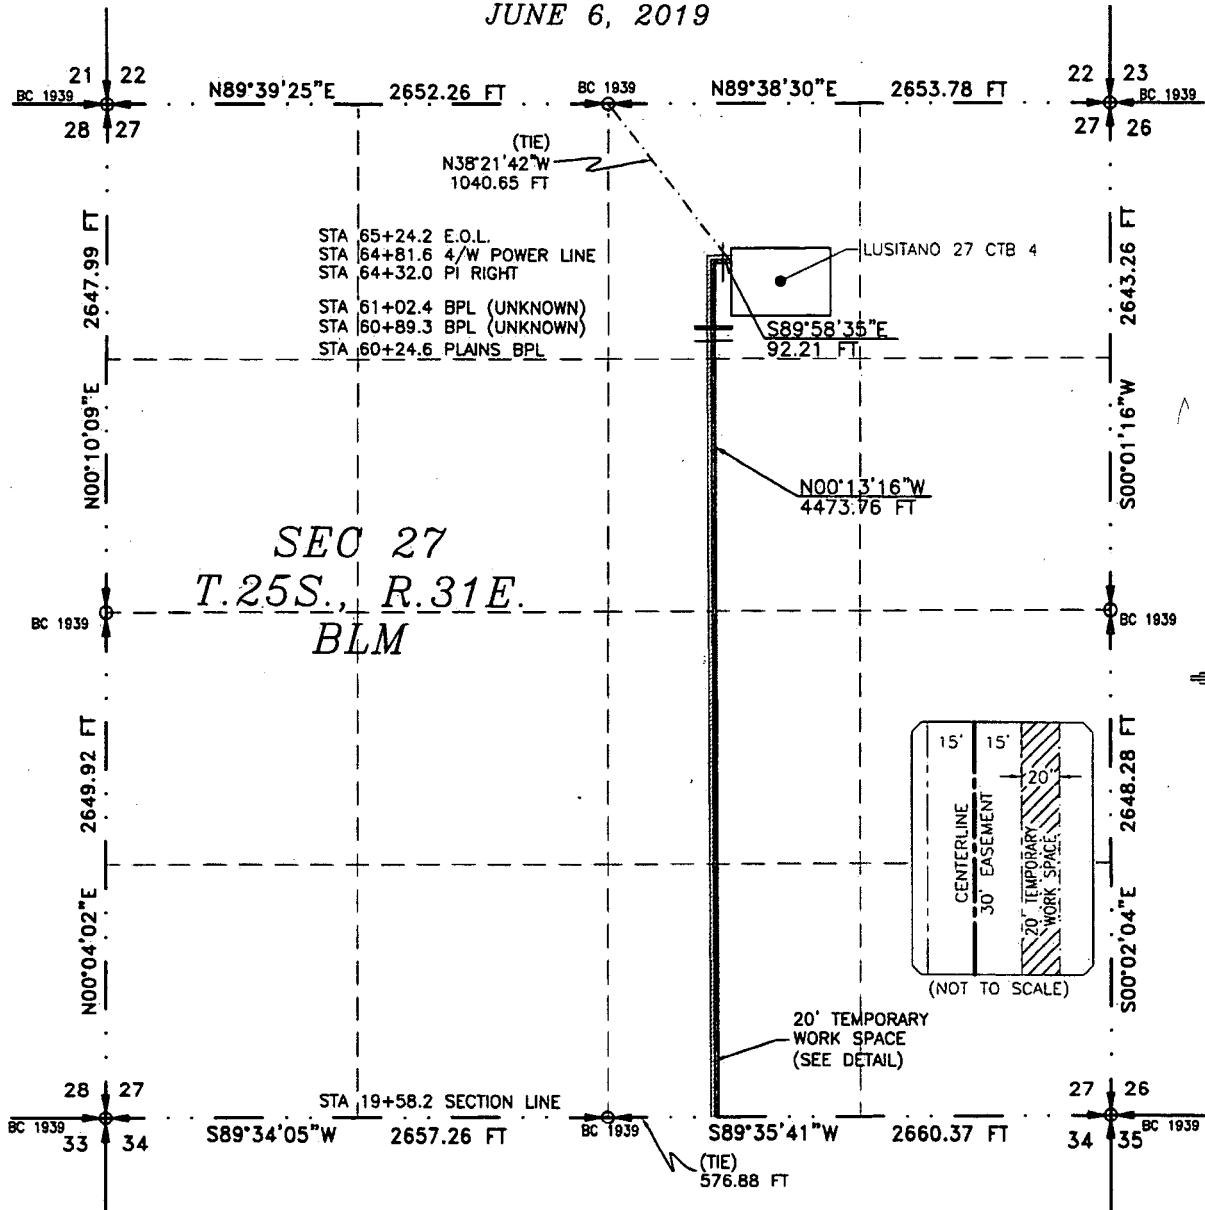 JUNE 6, 2019
21 22
BC 1939
28 27
N89°39'25"E 2652.26 FT
BC 1939
N89°38'30"E 2653.78 FT
22 23
BC 1939
27 26
(TIE)
N38°21'42"W
1040.65 FT
2647.99 FT
N00°10'09"E
STA 65+24.2 E.O.L.
STA 64+81.6 4/W POWER LINE
STA 64+32.0 PI RIGHT
STA 61+02.4 BPL (UNKNOWN)
STA 60+89.3 BPL (UNKNOWN)
STA 60+24.6 PLAINS BPL
LUSITANO 27 CTB 4
S89°58'35"E
92.21 FT
2643.26 FT
S00°01'16"W
N00°13'16"W
4473.76 FT
SEC 27
T.25S., R.31E.
BLM
BC 1939
BC 1939
2649.92 FT
N00°04'02"E
15' 15'
20'
CENTERLINE
30' EASEMENT
20' TEMPORARY
WORK SPACE
(NOT TO SCALE)
2648.28 FT
S00°02'04"E
20' TEMPORARY
WORK SPACE
(SEE DETAIL)
28 27
BC 1939
33 34
STA 19+58.2 SECTION LINE
S89°34'05"W 2657.26 FT
BC 1939
S89°35'41"W 2660.37 FT
(TIE)
576.88 FT
27 26
BC 1939
34 35